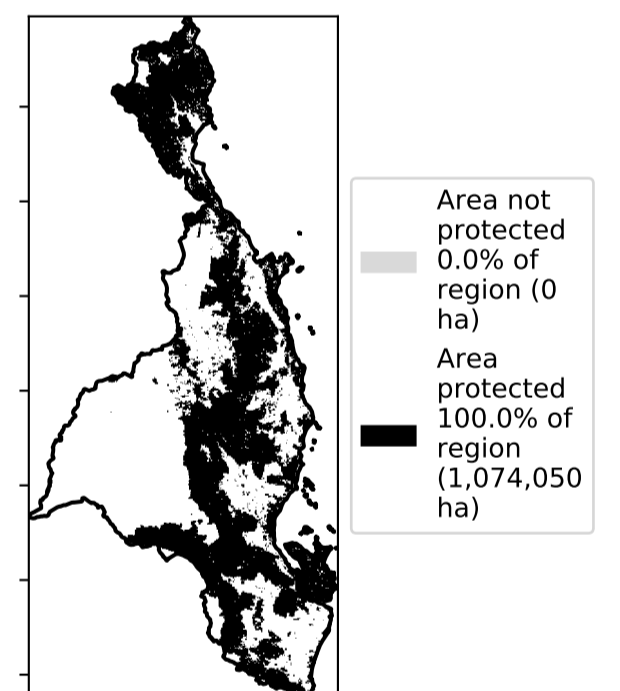 Area not
protected
0.0% of
region (0
ha)
Area
protected
100.0% of
region
(1,074,050
ha)